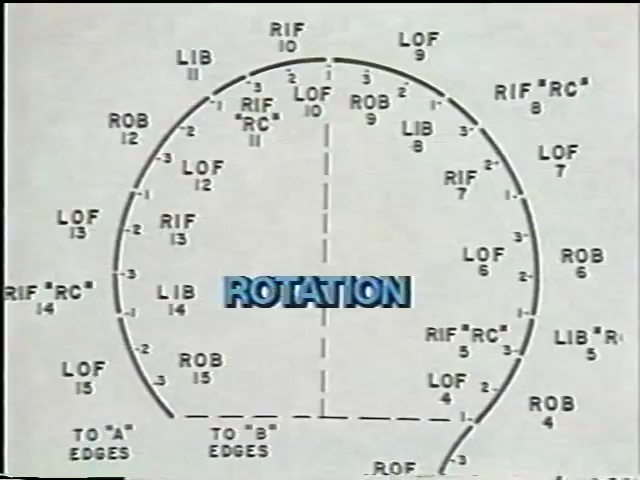 RIF
10
LOF
9
LIB
11
RIF "RC"
8
2
1
3
3
2
LOF
10
RIF
"RC"
11
ROB
9
1
1
ROB
12
2
LIB
8
3
LOF
7
3
2
LOF
12
RIF
7
1
1
LOF
13
RIF
13
2
3
LOF
6
ROB
6
3
2
RIF "RC"
14
LIB
14
ROTATION
1
1
RIF "RC"
5
LIB "R
5
2
3
LOF
15
ROB
15
3
LOF
4
2
ROB
4
1
TO "A"
EDGES
TO "B"
EDGES
ROF
3